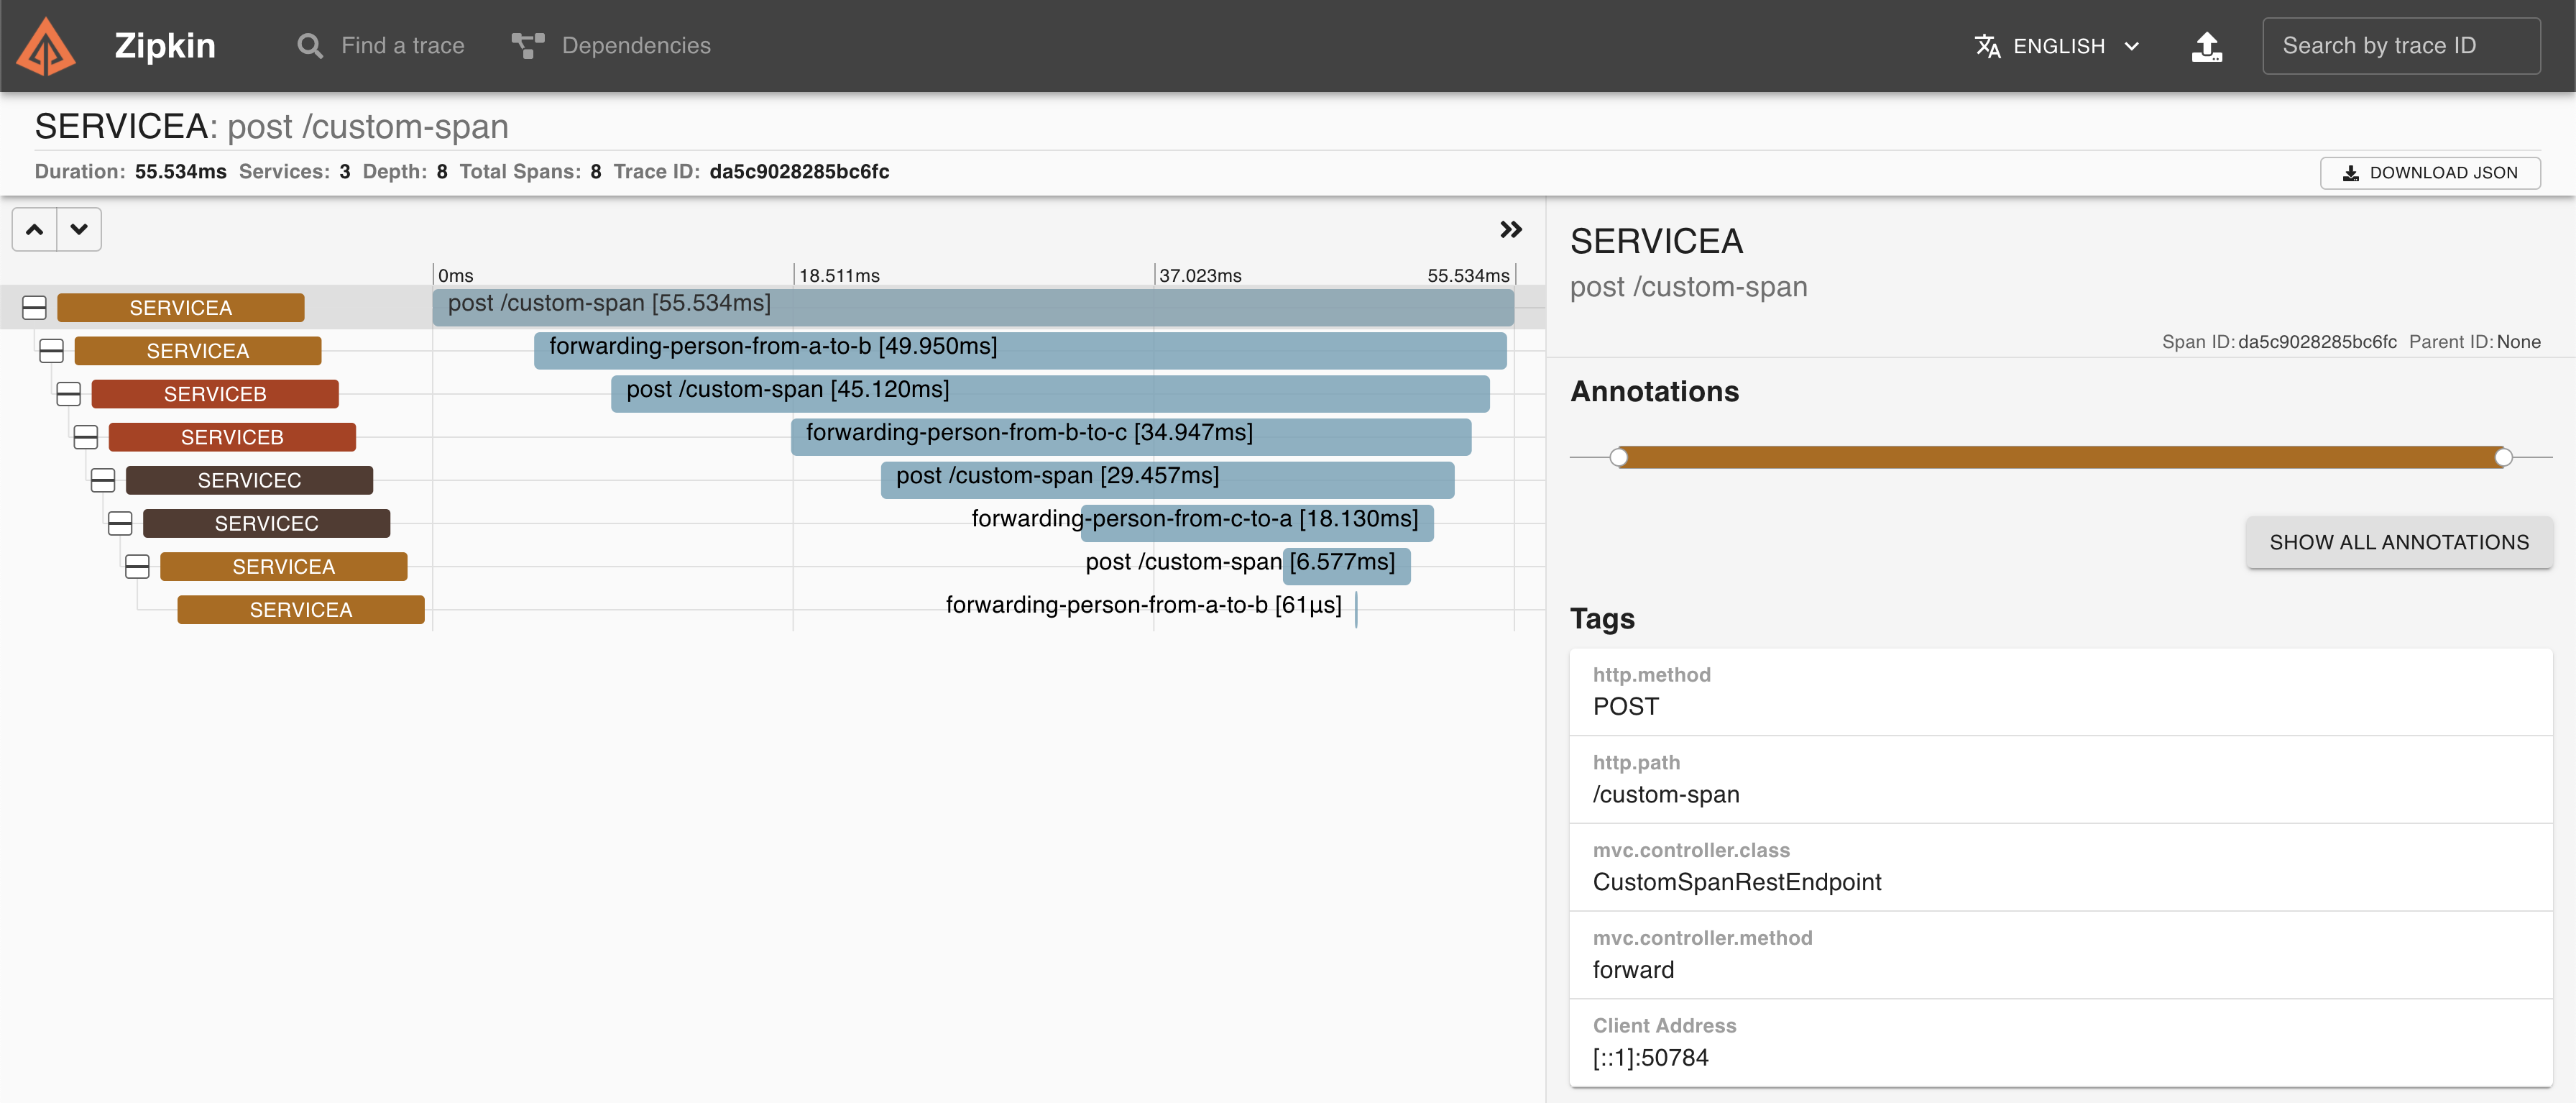 Zipkin
Find a trace
Dependencies
ENGLISH
Search by trace ID
SERVICEA: post /custom-span
Duration: 55.534ms Services: 3 Depth: 8 Total Spans: 8 Trace ID: da5c9028285bc6fc
DOWNLOAD JSON
0ms 18.511ms 37.023ms 55.534ms
SERVICEA post /custom-span [55.534ms]
SERVICEA forwarding-person-from-a-to-b [49.950ms]
SERVICEB post /custom-span [45.120ms]
SERVICEB forwarding-person-from-b-to-c [34.947ms]
SERVICEC post /custom-span [29.457ms]
SERVICEC forwarding-person-from-c-to-a [18.130ms]
SERVICEA post /custom-span [6.577ms]
SERVICEA forwarding-person-from-a-to-b [61μs]
SERVICEA
post /custom-span
Span ID: da5c9028285bc6fc Parent ID: None
Annotations
SHOW ALL ANNOTATIONS
Tags
http.method
POST
http.path
/custom-span
mvc.controller.class
CustomSpanRestEndpoint
mvc.controller.method
forward
Client Address
[::1]:50784